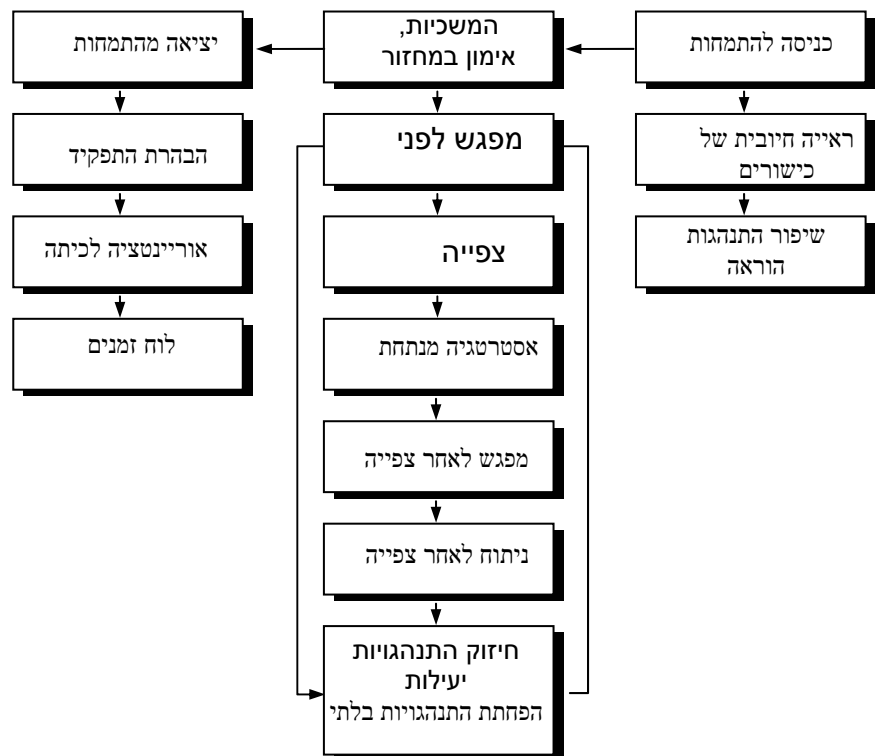 כניסה להתמחות
ראייה חיובית של
כישורים
שיפור התנהגות
הוראה
המשכיות,
אימון במחזור
מפגש לפני
צפייה
אסטרטגיה מנתחת
מפגש לאחר צפייה
ניתוח לאחר צפייה
חיזוק התנהגויות
יעילות
הפחתת התנהגויות בלתי
יציאה מהתמחות
הבהרת התפקיד
אוריינטציה לכיתה
לוח זמנים